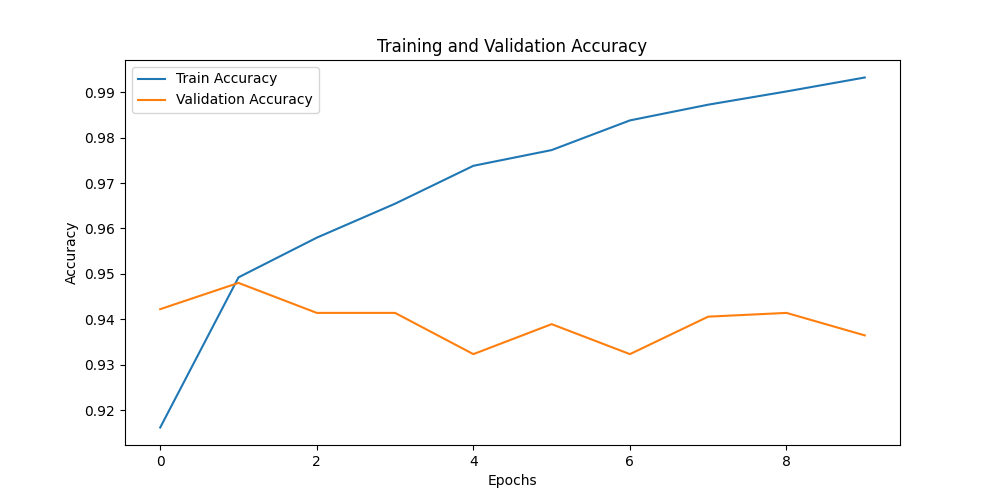 Training and Validation Accuracy
Train Accuracy
Validation Accuracy
0.99
0.98
0.97
0.96
0.95
0.94
0.93
0.92
Accuracy
0 2 4 6 8
Epochs